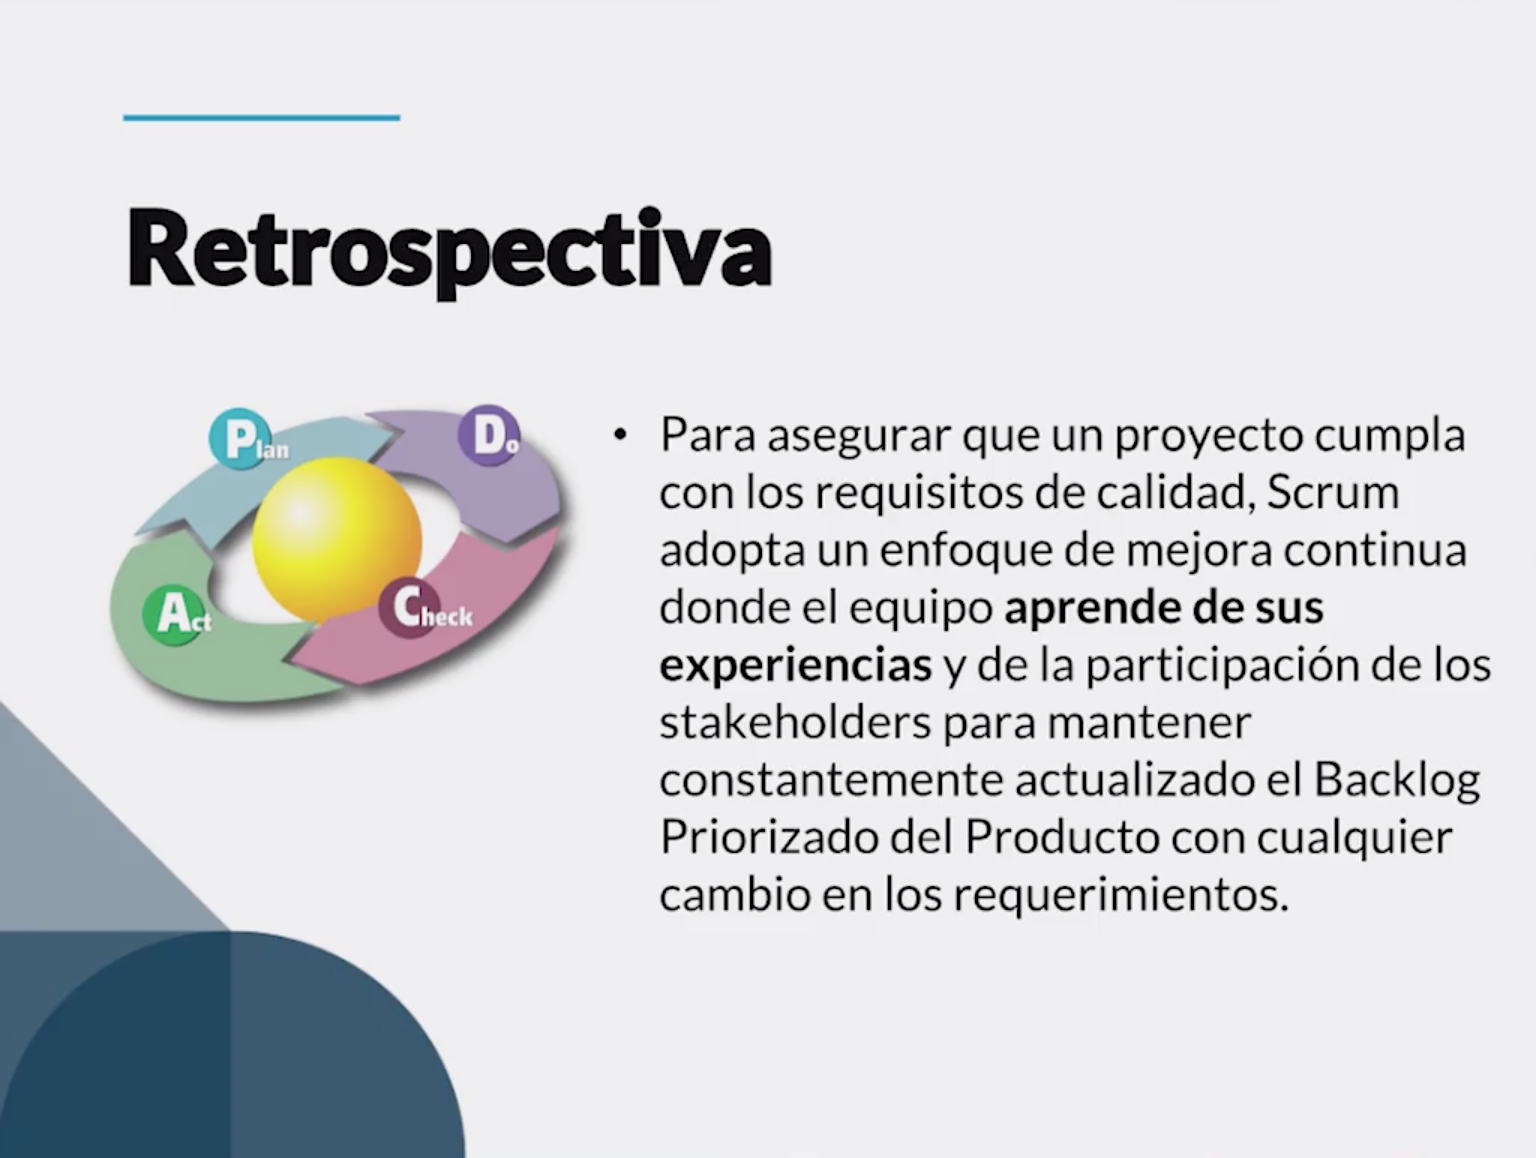 Retrospectiva
Plan
Do
Act
Check
• Para asegurar que un proyecto cumpla
con los requisitos de calidad, Scrum
adopta un enfoque de mejora continua
donde el equipo aprende de sus
experiencias y de la participación de los
stakeholders para mantener
constantemente actualizado el Backlog
Priorizado del Producto con cualquier
cambio en los requerimientos.